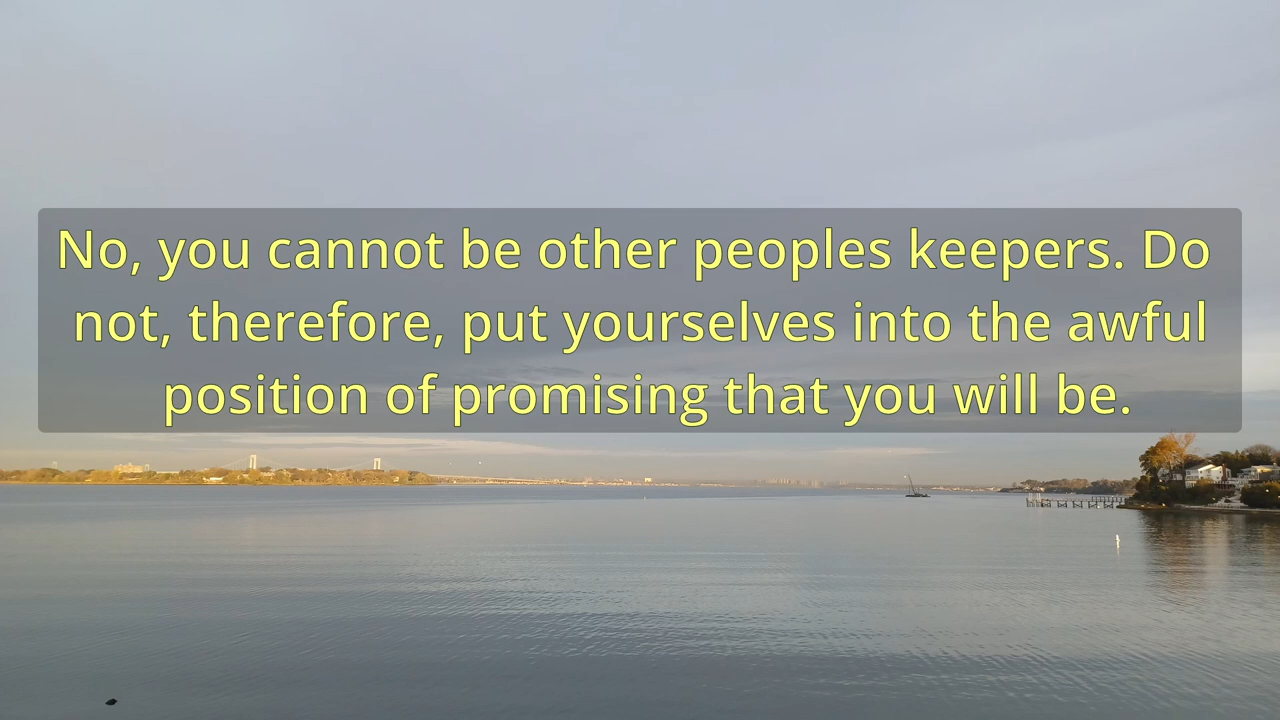 No, you cannot be other peoples keepers. Do
not, therefore, put yourselves into the awful
position of promising that you will be.